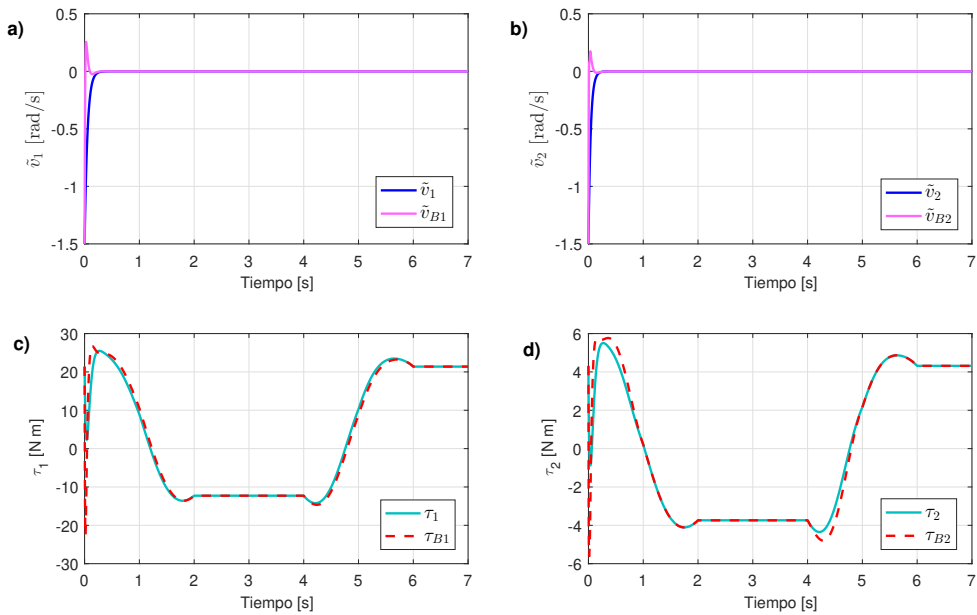 a)
0.5
0
-0.5
-1
-1.5
ṽ₁ [rad/s]
ṽ₁
ṽ_B1
0 1 2 3 4 5 6 7
Tiempo [s]
b)
0.5
0
-0.5
-1
-1.5
ṽ₂ [rad/s]
ṽ₂
ṽ_B2
0 1 2 3 4 5 6 7
Tiempo [s]
c)
30
20
10
0
-10
-20
-30
τ₁ [N m]
τ₁
τ_B1
0 1 2 3 4 5 6 7
Tiempo [s]
d)
6
4
2
0
-2
-4
-6
τ₂ [N m]
τ₂
τ_B2
0 1 2 3 4 5 6 7
Tiempo [s]